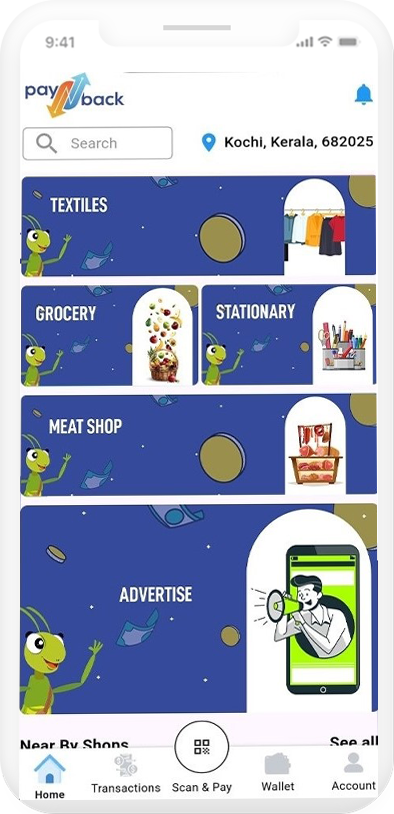 9:41
pay N back
Search
Kochi, Kerala, 682025
TEXTILES
GROCERY
STATIONARY
MEAT SHOP
ADVERTISE
Near By Shops
See all
Home
Transactions
Scan & Pay
Wallet
Account